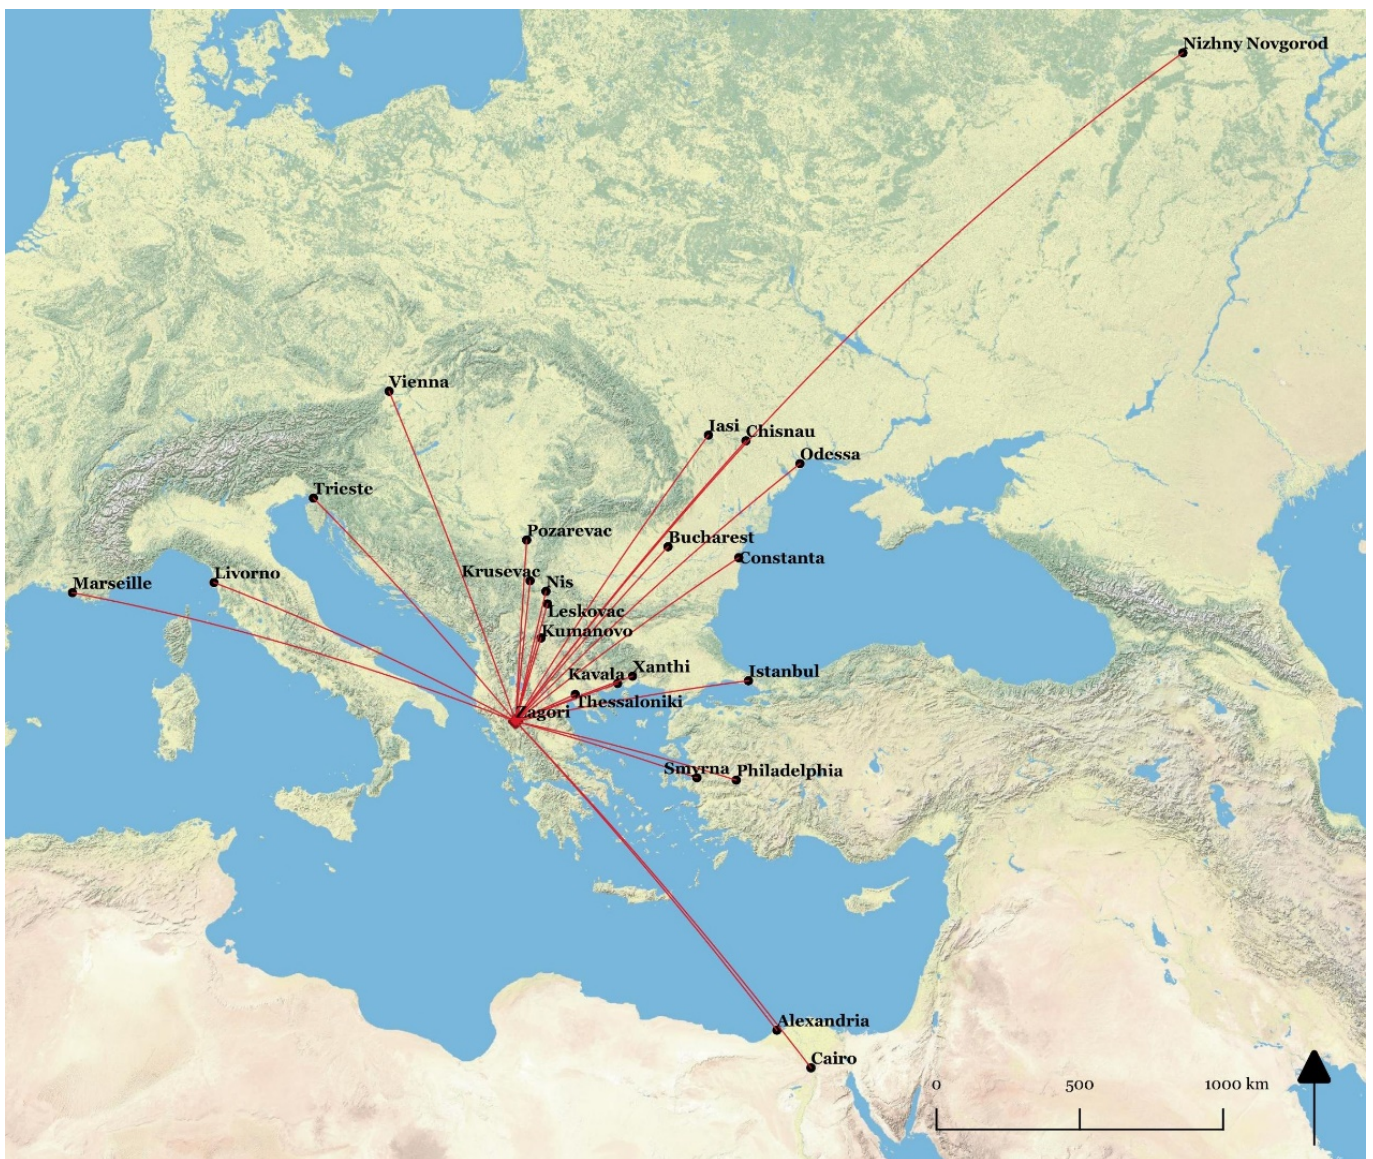 Nizhny Novgorod
Vienna
Iasi
Chisnau
Odessa
Trieste
Pozarevac
Bucharest
Constanta
Krusevac
Livorno
Nis
Marseille
Leskovac
Kumanovo
Xanthi
Kavala
Istanbul
Thessaloniki
Zagori
Smyrna
Philadelphia
Alexandria
Cairo
0 500 1000 km